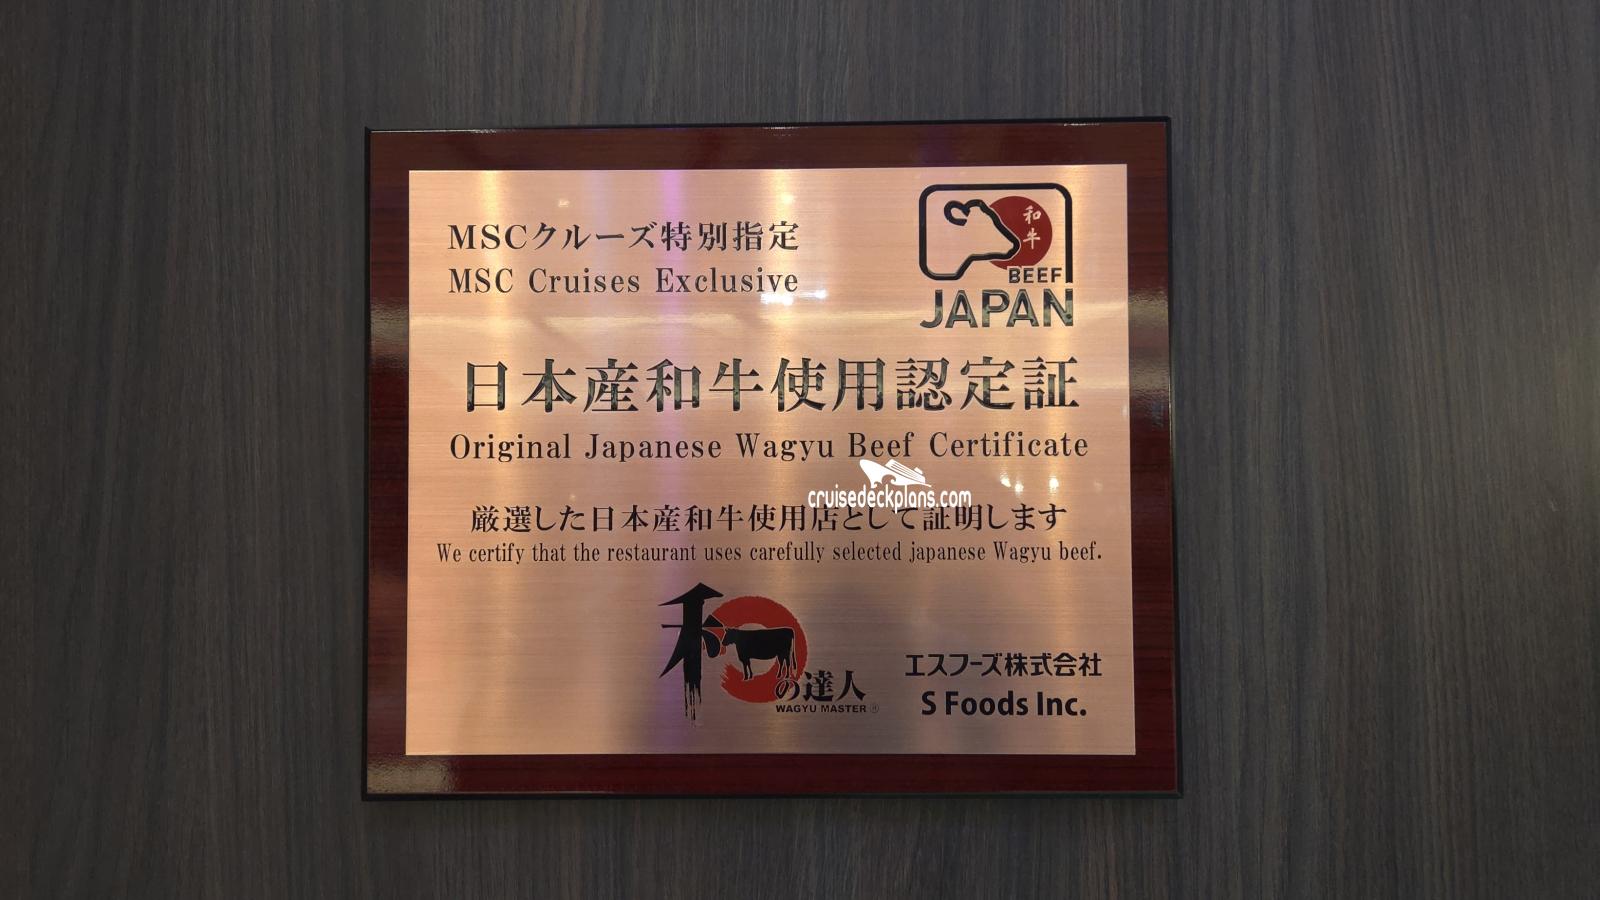 MSCクルーズ特別指定
MSC Cruises Exclusive
和牛
BEEF
JAPAN
日本産和牛使用認定証
Original Japanese Wagyu Beef Certificate
cruisedeckplans.com
厳選した日本産和牛使用店として証明します
We certify that the restaurant uses carefully selected japanese Wagyu beef.
和の達人
WAGYU MASTER ®
エスフーズ株式会社
S Foods Inc.